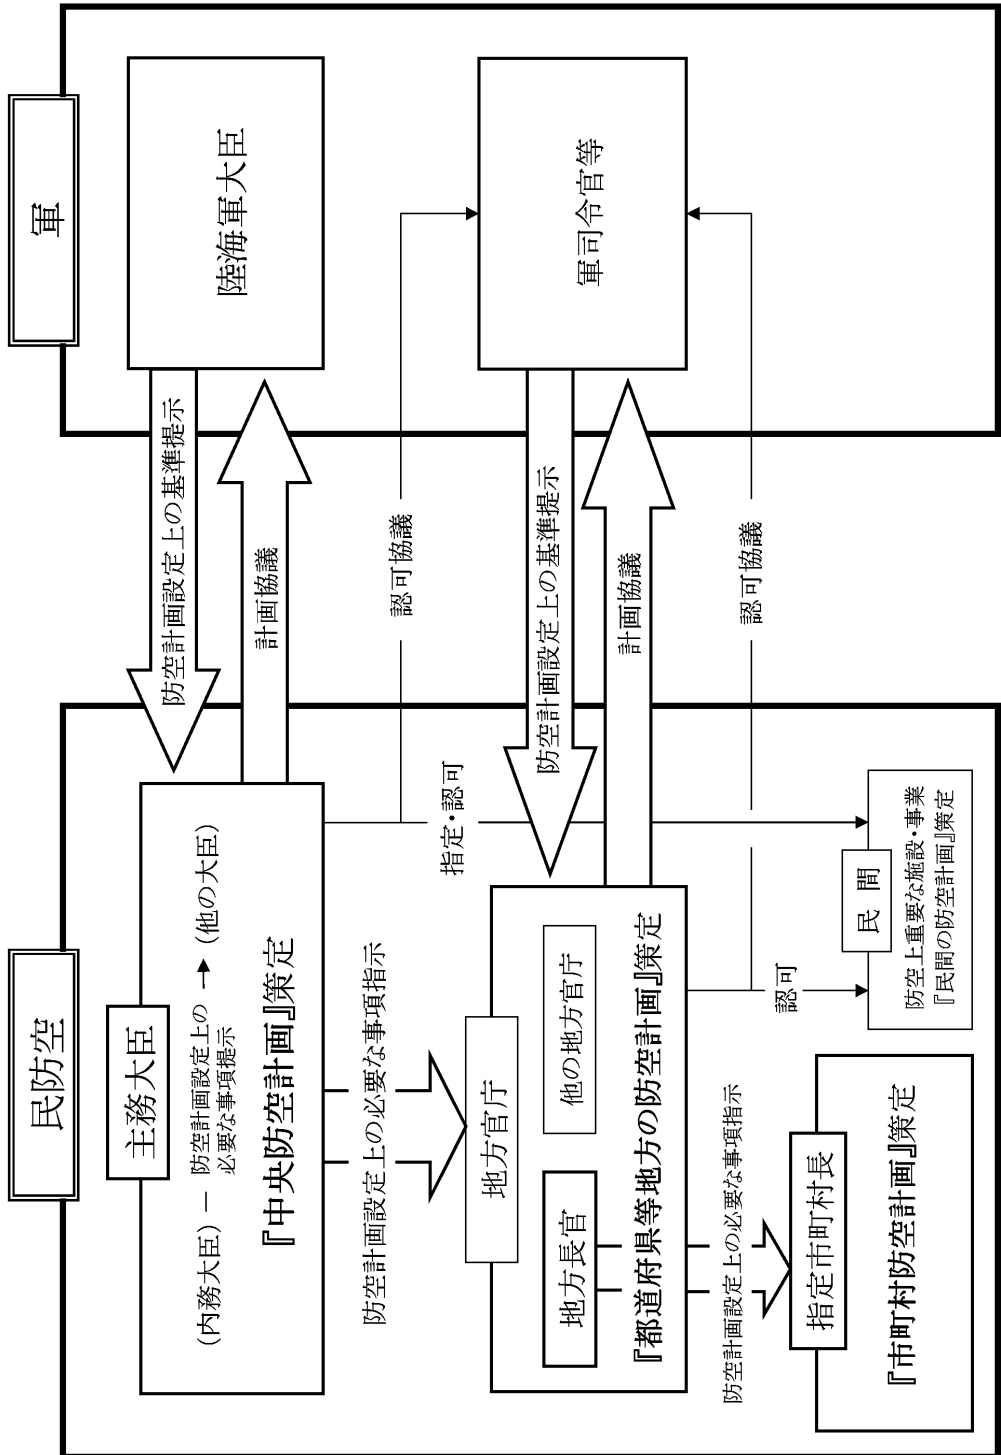 民防空
軍
主務大臣
(内務大臣)
防空計画設定上の
必要な事項提示
(他の大臣)
『中央防空計画』策定
防空計画設定上の基準提示
計画協議
陸海軍大臣
防空計画設定上の必要な事項指示
指定・認可
認可協議
地方官庁
地方長官
他の地方官庁
『都道府県等地方の防空計画』策定
防空計画設定上の基準提示
計画協議
軍司令官等
防空計画設定上の必要な事項指示
認可
認可協議
指定市町村長
『市町村防空計画』策定
民間
防空上重要な施設・事業
『民間の防空計画』策定